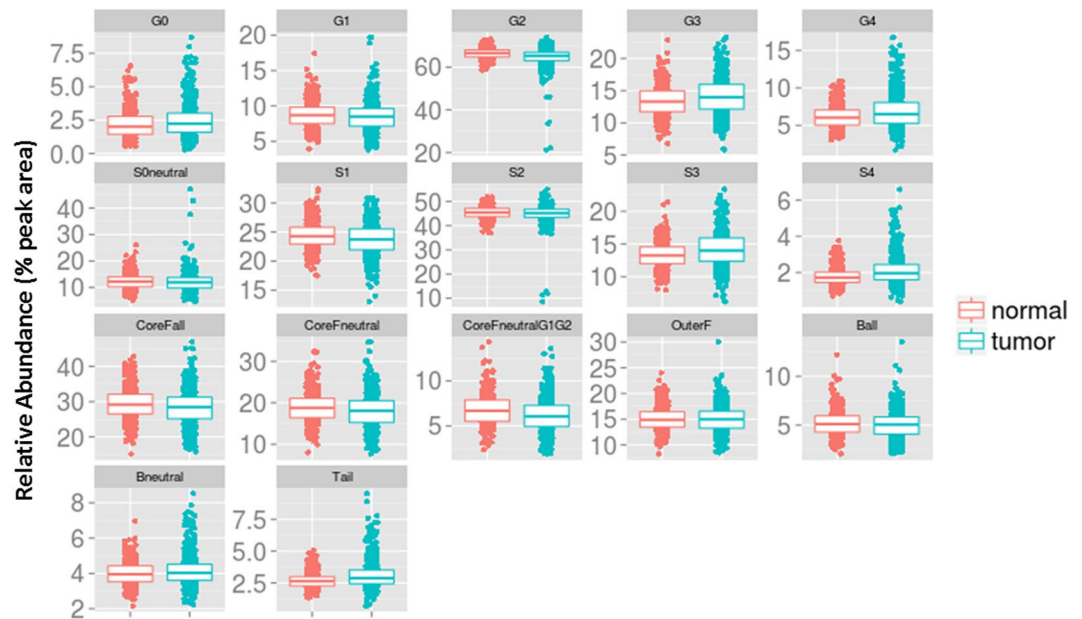 Relative Abundance (% peak area)
G0
G1
G2
G3
G4
7.5
5.0
2.5
0.0
20
15
10
5
60
40
20
20
15
10
5
15
10
5
S0neutral
S1
S2
S3
S4
40
30
20
10
30
25
20
15
50
40
30
20
10
20
15
10
6
4
2
CoreFall
CoreFneutral
CoreFneutralG1G2
OuterF
Ball
40
30
20
30
20
10
10
5
30
25
20
15
10
10
5
Bneutral
Tail
8
6
4
2
7.5
5.0
2.5
normal
tumor